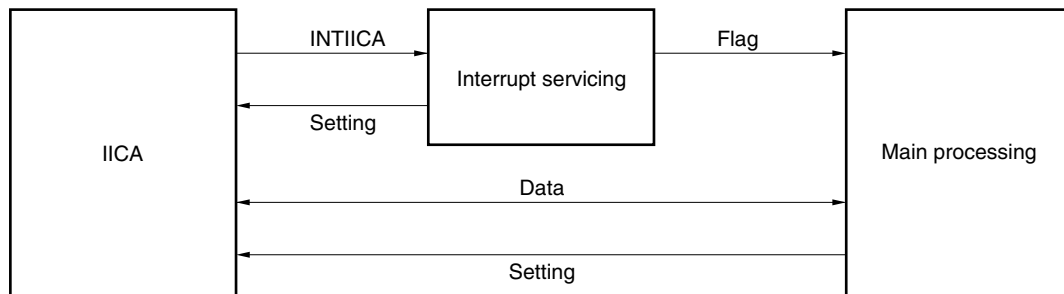 INTIICA
Flag
Interrupt servicing
Setting
IICA
Main processing
Data
Setting